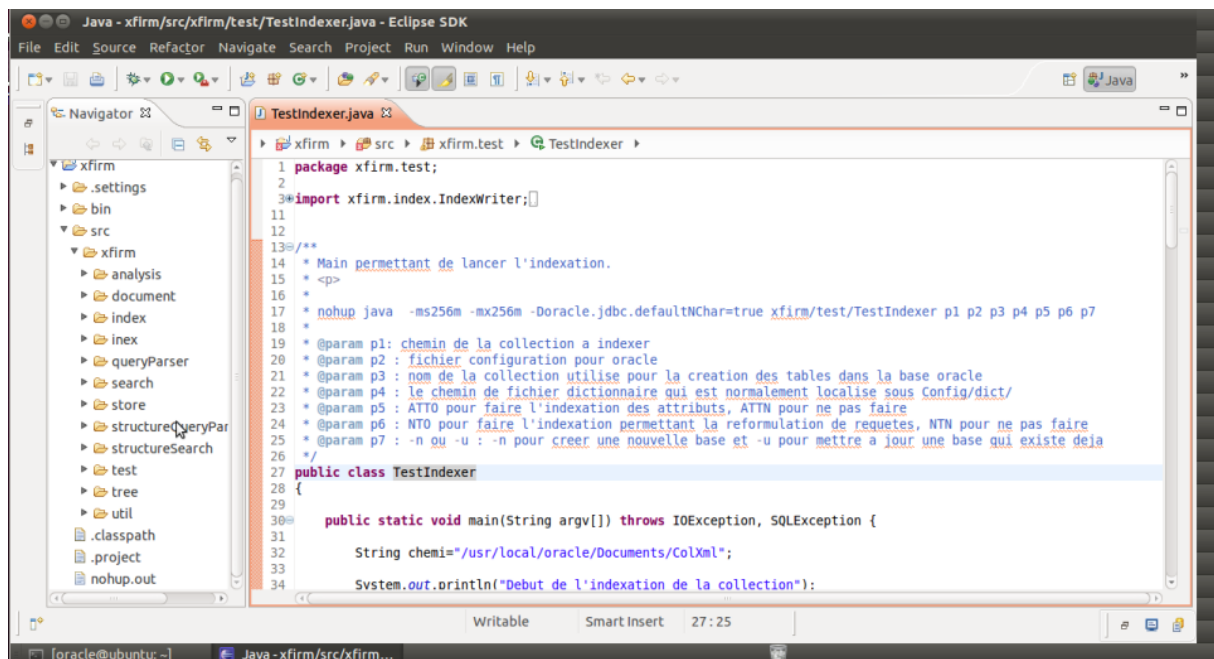 Java - xfirm/src/xfirm/test/TestIndexer.java - Eclipse SDK
File Edit Source Refactor Navigate Search Project Run Window Help
Java
Navigator
TestIndexer.java
xfirm src xfirm.test TestIndexer
xfirm
.settings
bin
src
xfirm
analysis
document
index
inex
queryParser
search
store
structureQueryPar
structureSearch
test
tree
util
.classpath
.project
nohup.out
1 package xfirm.test;
2
3 import xfirm.index.IndexWriter;
11
12
13 /**
14 * Main permettant de lancer l'indexation.
15 * <p>
16 *
17 * nohup java -ms256m -mx256m -Doracle.jdbc.defaultNChar=true xfirm/test/TestIndexer p1 p2 p3 p4 p5 p6 p7
18 *
19 * @param p1: chemin de la collection a indexer
20 * @param p2 : fichier configuration pour oracle
21 * @param p3 : nom de la collection utilise pour la creation des tables dans la base oracle
22 * @param p4 : le chemin de fichier dictionnaire qui est normalement localise sous Config/dict/
23 * @param p5 : ATTO pour faire l'indexation des attributs, ATTN pour ne pas faire
24 * @param p6 : NTO pour faire l'indexation permettant la reformulation de requetes, NTN pour ne pas faire
25 * @param p7 : -n ou -u : -n pour creer une nouvelle base et -u pour mettre a jour une base qui existe deja
26 */
27 public class TestIndexer
28 {
29
30 public static void main(String argv[]) throws IOException, SQLException {
31
32 String chemi="/usr/local/oracle/Documents/ColXml";
33
34 System.out.println("Debut de l'indexation de la collection");
Writable Smart Insert 27:25
[oracle@ubuntu: ~] Java - xfirm/src/xfirm...